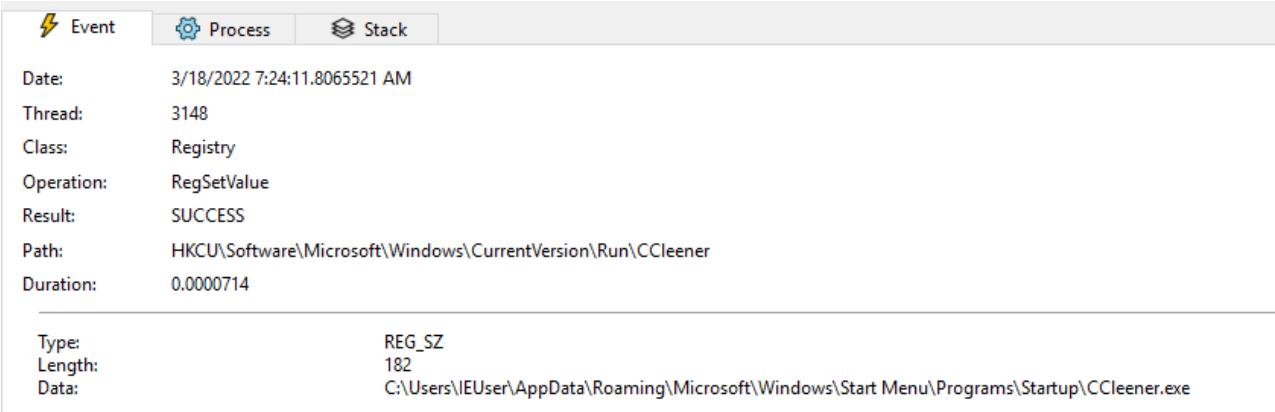 Event Process Stack
Date: 3/18/2022 7:24:11.8065521 AM
Thread: 3148
Class: Registry
Operation: RegSetValue
Result: SUCCESS
Path: HKCU\Software\Microsoft\Windows\CurrentVersion\Run\CCleener
Duration: 0.0000714
Type: REG_SZ
Length: 182
Data: C:\Users\IEUser\AppData\Roaming\Microsoft\Windows\Start Menu\Programs\Startup\CCleener.exe